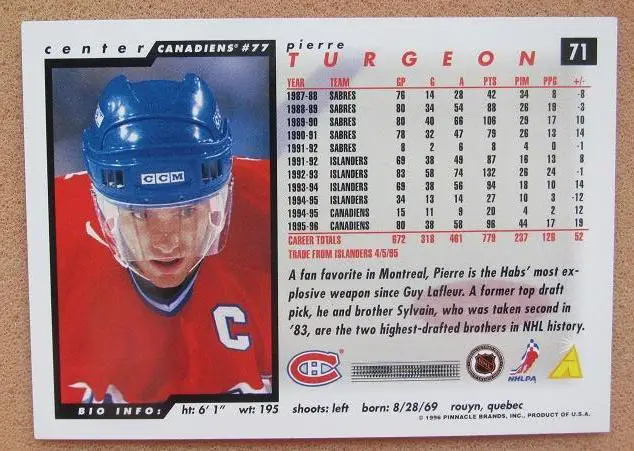 center CANADIENS® #77
pierre
TURGEON 71
YEAR TEAM GP G A PTS PIM PPG +/-
1987-88 SABRES 76 14 28 42 34 8 -8
1988-89 SABRES 80 34 54 88 26 19 -3
1989-90 SABRES 80 40 66 106 29 17 10
1990-91 SABRES 78 32 47 79 26 13 14
1991-92 SABRES 8 2 6 8 4 0 -1
1991-92 ISLANDERS 69 38 49 87 16 13 8
1992-93 ISLANDERS 83 58 74 132 26 24 -1
1993-94 ISLANDERS 69 38 56 94 18 10 14
1994-95 ISLANDERS 34 13 14 27 10 3 -12
1994-95 CANADIENS 15 11 9 20 4 2 12
1995-96 CANADIENS 80 38 58 96 44 17 19
CAREER TOTALS 672 318 461 779 237 126 52
TRADE FROM ISLANDERS 4/5/95
A fan favorite in Montreal, Pierre is the Habs' most ex-
plosive weapon since Guy Lafleur. A former top draft
pick, he and brother Sylvain, who was taken second in
'83, are the two highest-drafted brothers in NHL history.
CCM
C
NHLPA
BIO INFO: ht: 6' 1" wt: 195 shoots: left born: 8/28/69 rouyn, quebec
© 1996 PINNACLE BRANDS, INC., PRODUCT OF U.S.A.